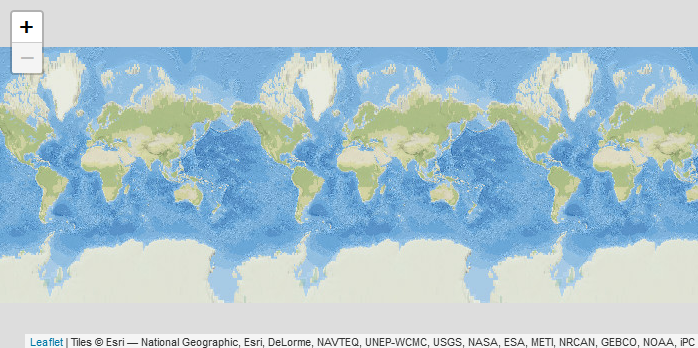 +
−
Leaflet | Tiles © Esri — National Geographic, Esri, DeLorme, NAVTEQ, UNEP-WCMC, USGS, NASA, ESA, METI, NRCAN, GEBCO, NOAA, iPC